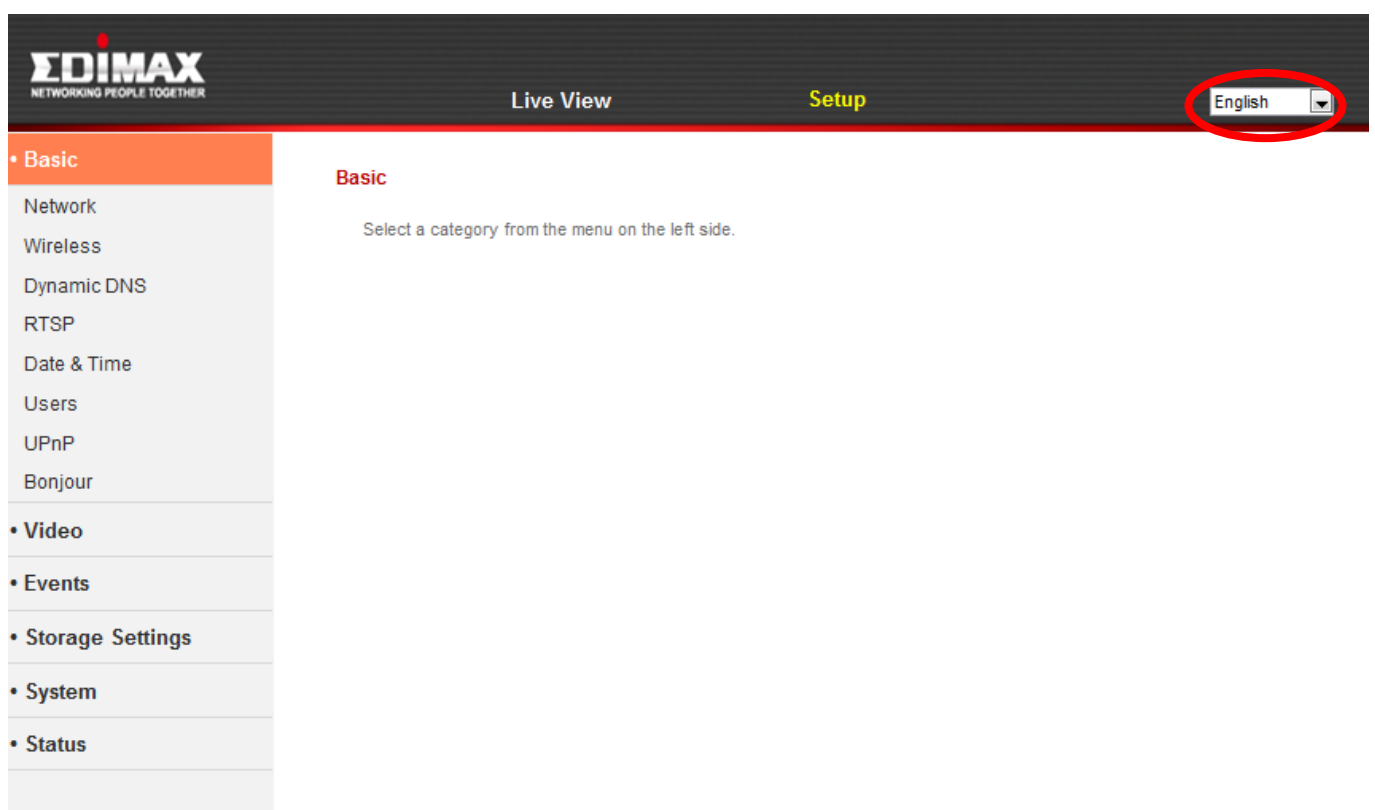 EDIMAX
NETWORKING PEOPLE TOGETHER
Live View
Setup
English
• Basic
Network
Wireless
Dynamic DNS
RTSP
Date & Time
Users
UPnP
Bonjour
• Video
• Events
• Storage Settings
• System
• Status
Basic
Select a category from the menu on the left side.